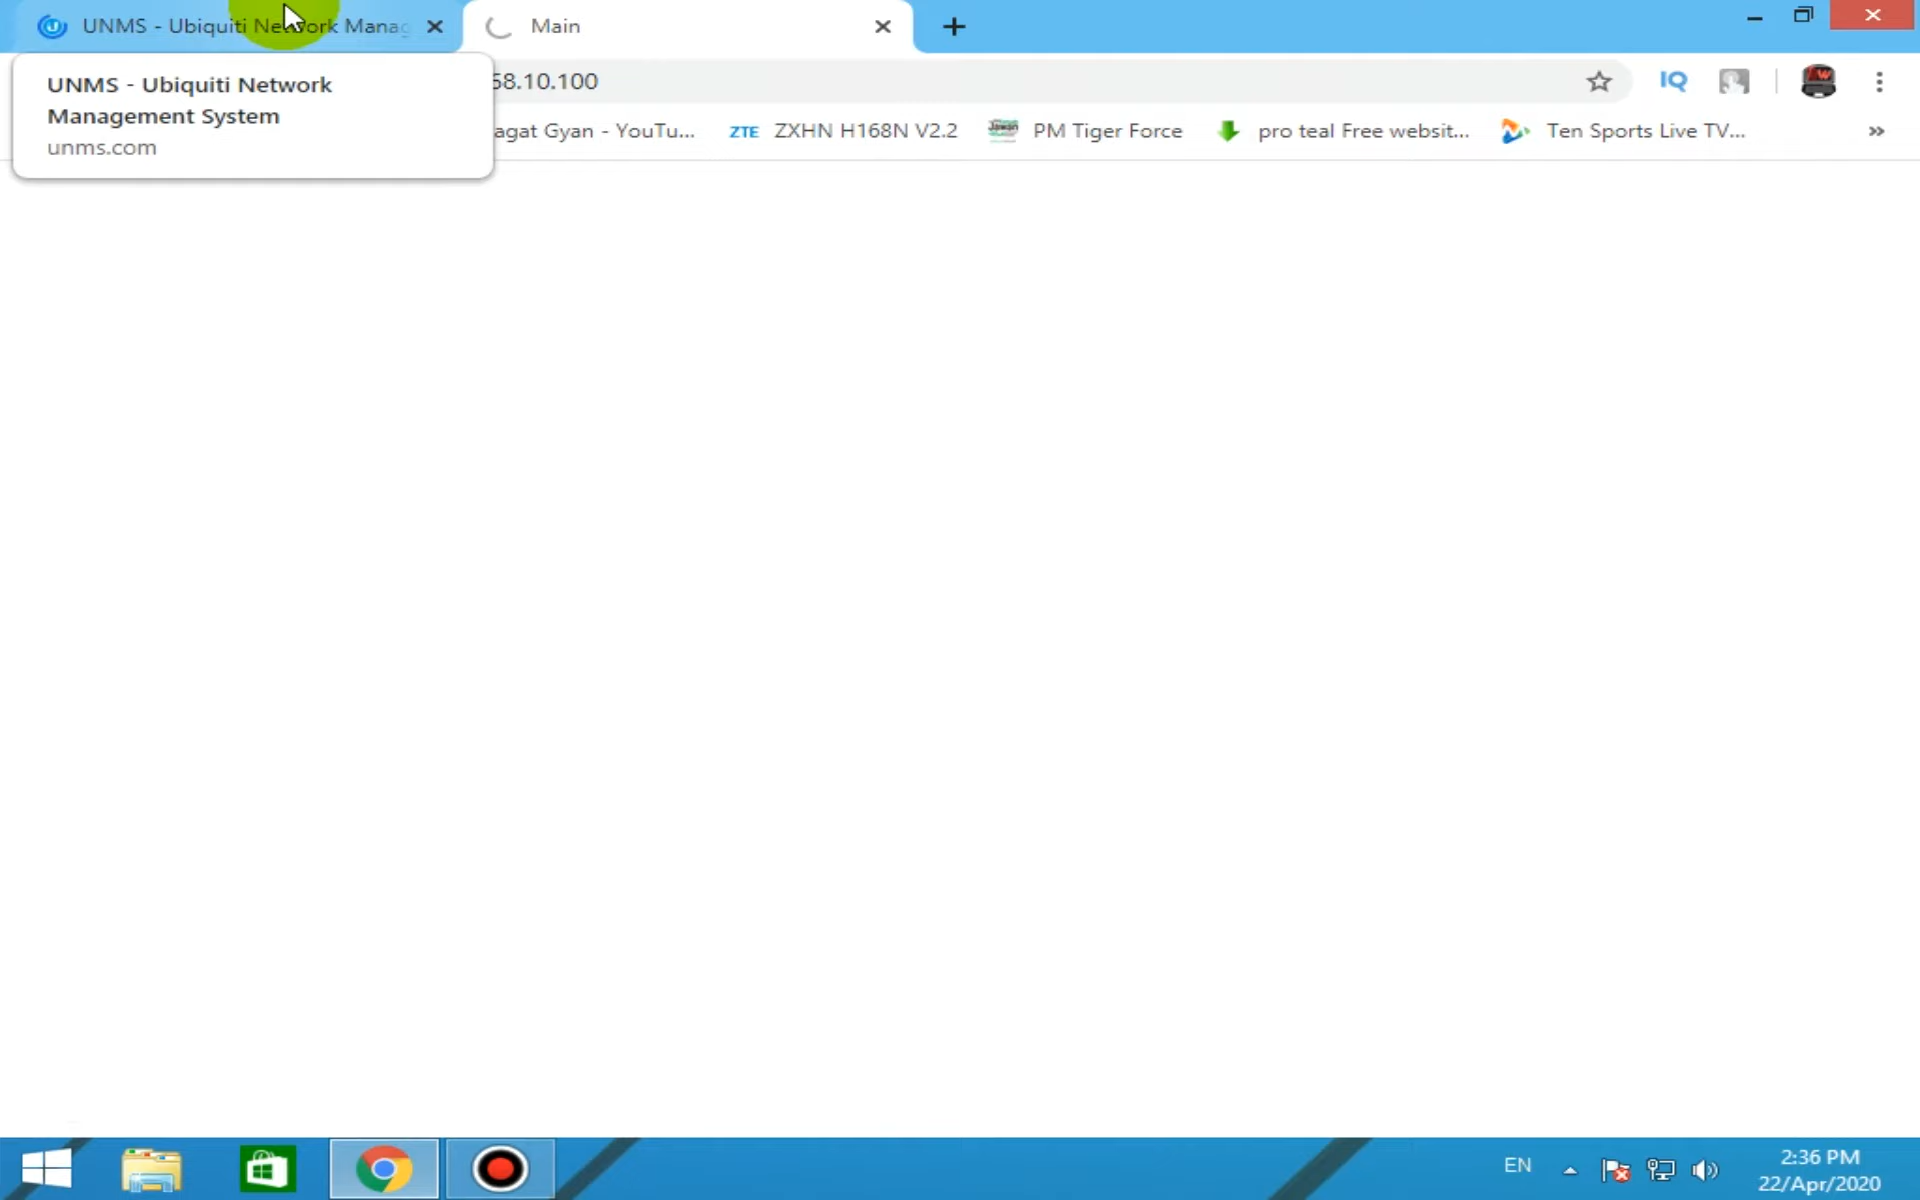 UNMS - Ubiquiti Network Manag
Main
UNMS - Ubiquiti Network
Management System
unms.com
58.10.100
agat Gyan - YouTu...
ZTE ZXHN H168N V2.2
Jawan PM Tiger Force
pro teal Free websit...
Ten Sports Live TV...
»
IQ
EN
2:36 PM
22/Apr/2020